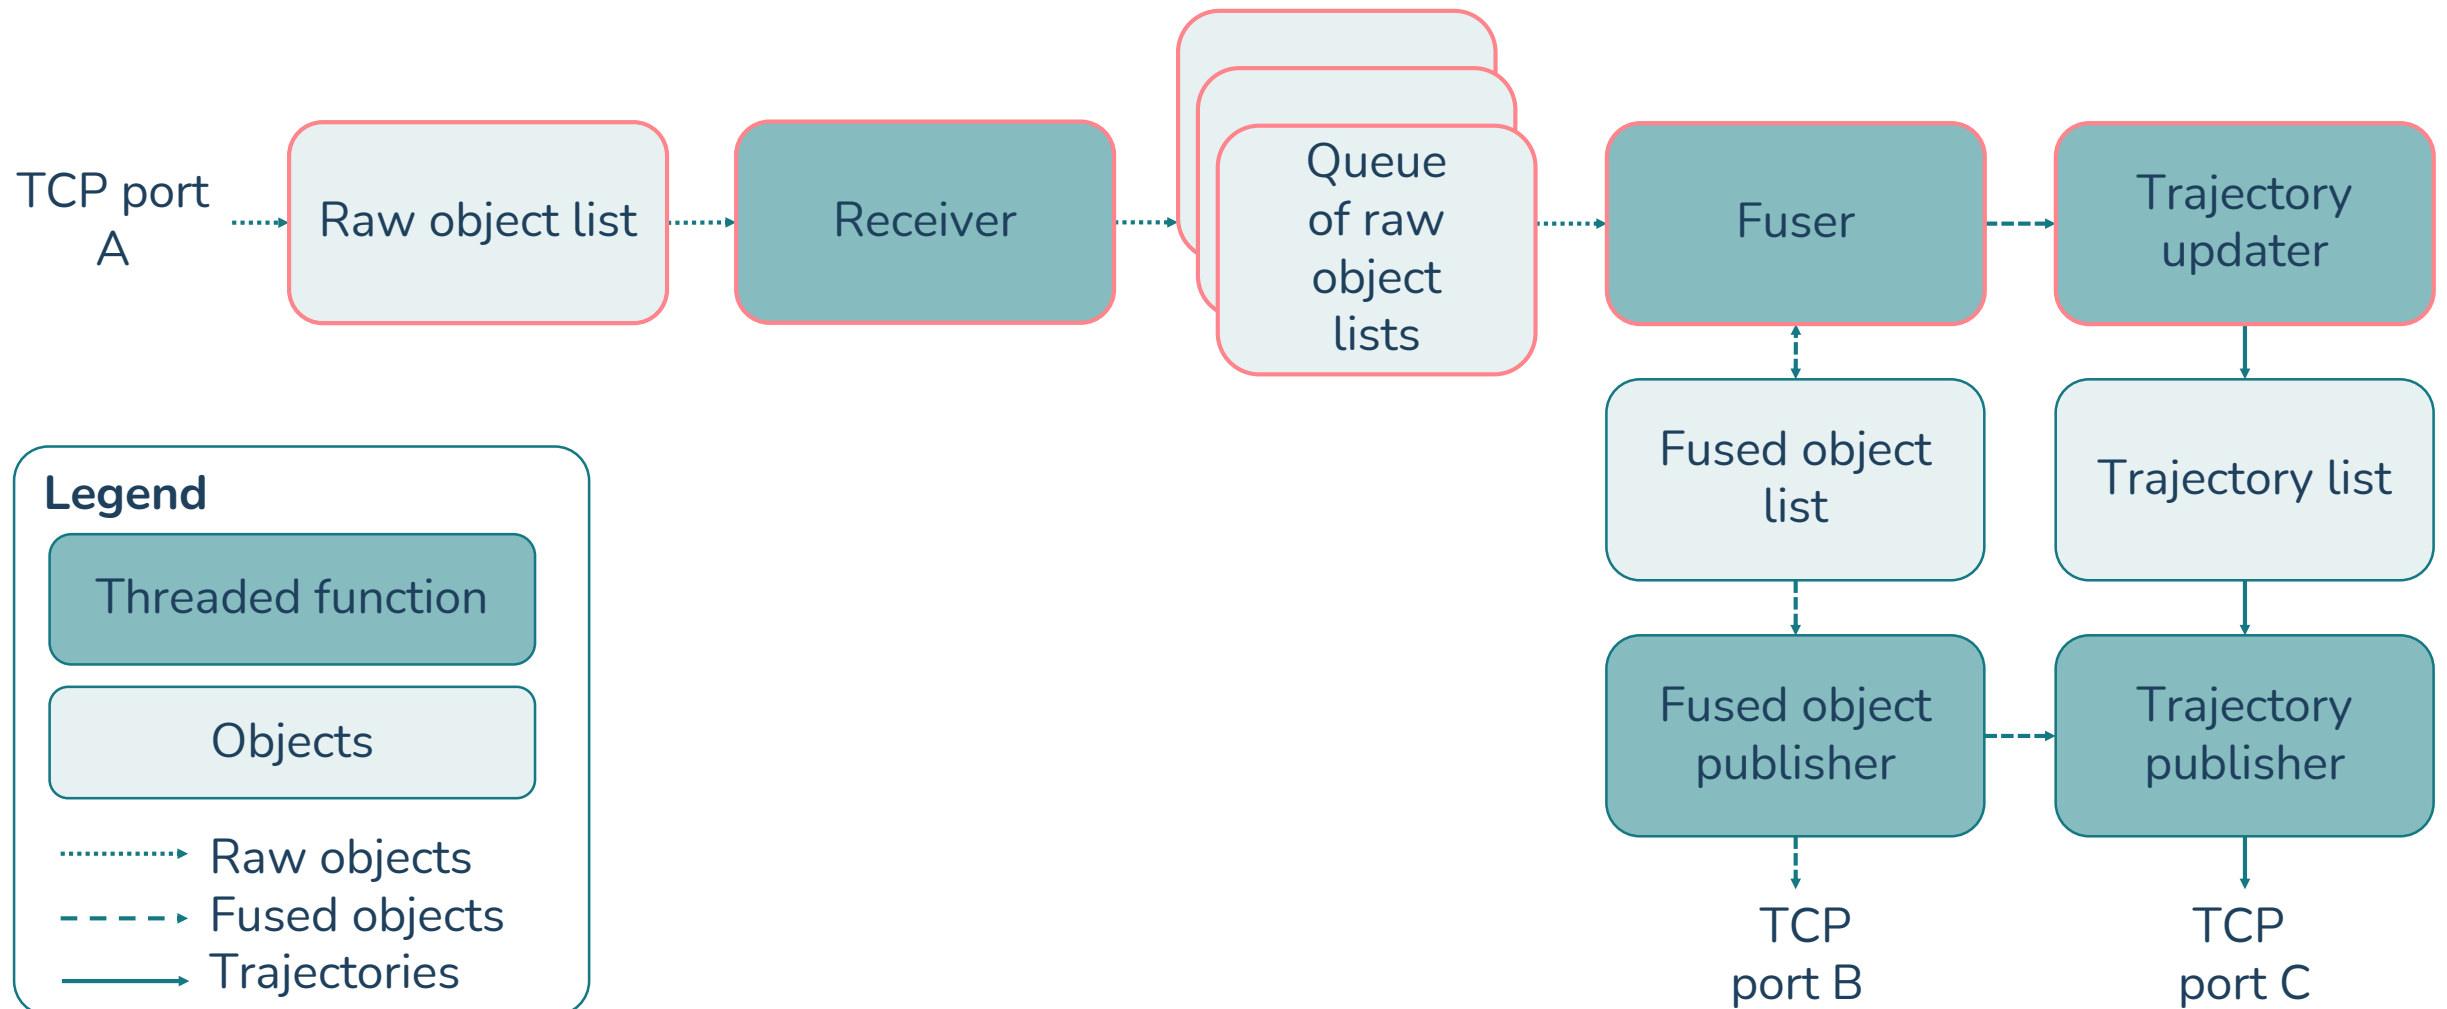 TCP port
A
Raw object list
Receiver
Queue
of raw
object
lists
Fuser
Trajectory
updater
Fused object
list
Trajectory list
Fused object
publisher
Trajectory
publisher
TCP
port B
TCP
port C
Legend
Threaded function
Objects
Raw objects
Fused objects
Trajectories